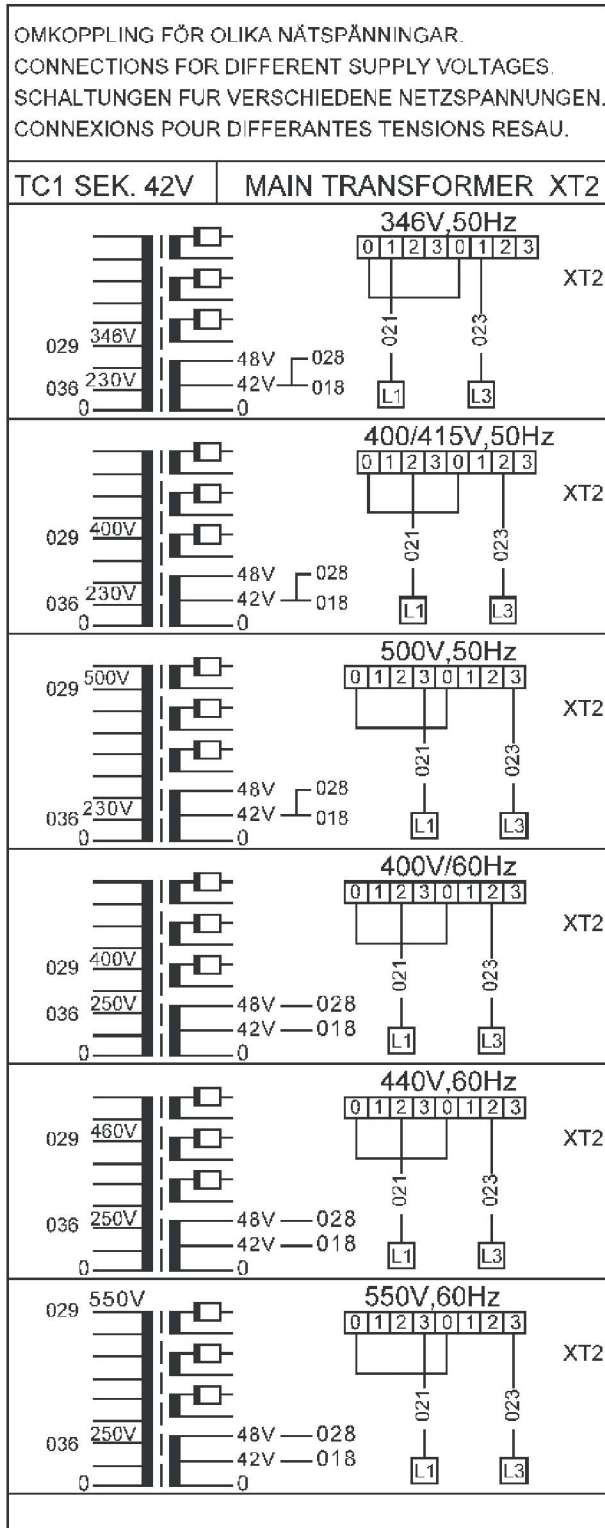 OMKOPPLING FÖR OLIKA NÄTSPÄNNINGAR.
CONNECTIONS FOR DIFFERENT SUPPLY VOLTAGES.
SCHALTUNGEN FUR VERSCHIEDENE NETZSPANNUNGEN.
CONNEXIONS POUR DIFFERANTES TENSIONS RESAU.
TC1 SEK. 42V MAIN TRANSFORMER XT2
346V,50Hz
0 1 2 3 0 1 2 3
XT2
021 023
029 346V
48V 028
036 230V 42V 018
0 0
L1 L3
400/415V,50Hz
0 1 2 3 0 1 2 3
XT2
029 400V
021 023
48V 028
036 230V 42V 018
0 0
L1 L3
500V,50Hz
029 500V
0 1 2 3 0 1 2 3
XT2
021 023
48V 028
036 230V 42V 018
0 0
L1 L3
400V/60Hz
0 1 2 3 0 1 2 3
XT2
029 400V
021 023
036 250V 48V 028
42V 018
0 0
L1 L3
440V,60Hz
0 1 2 3 0 1 2 3
029 460V
XT2
021 023
036 250V 48V 028
42V 018
0 0
L1 L3
550V,60Hz
029 550V
0 1 2 3 0 1 2 3
XT2
021 023
036 250V 48V 028
42V 018
0 0
L1 L3